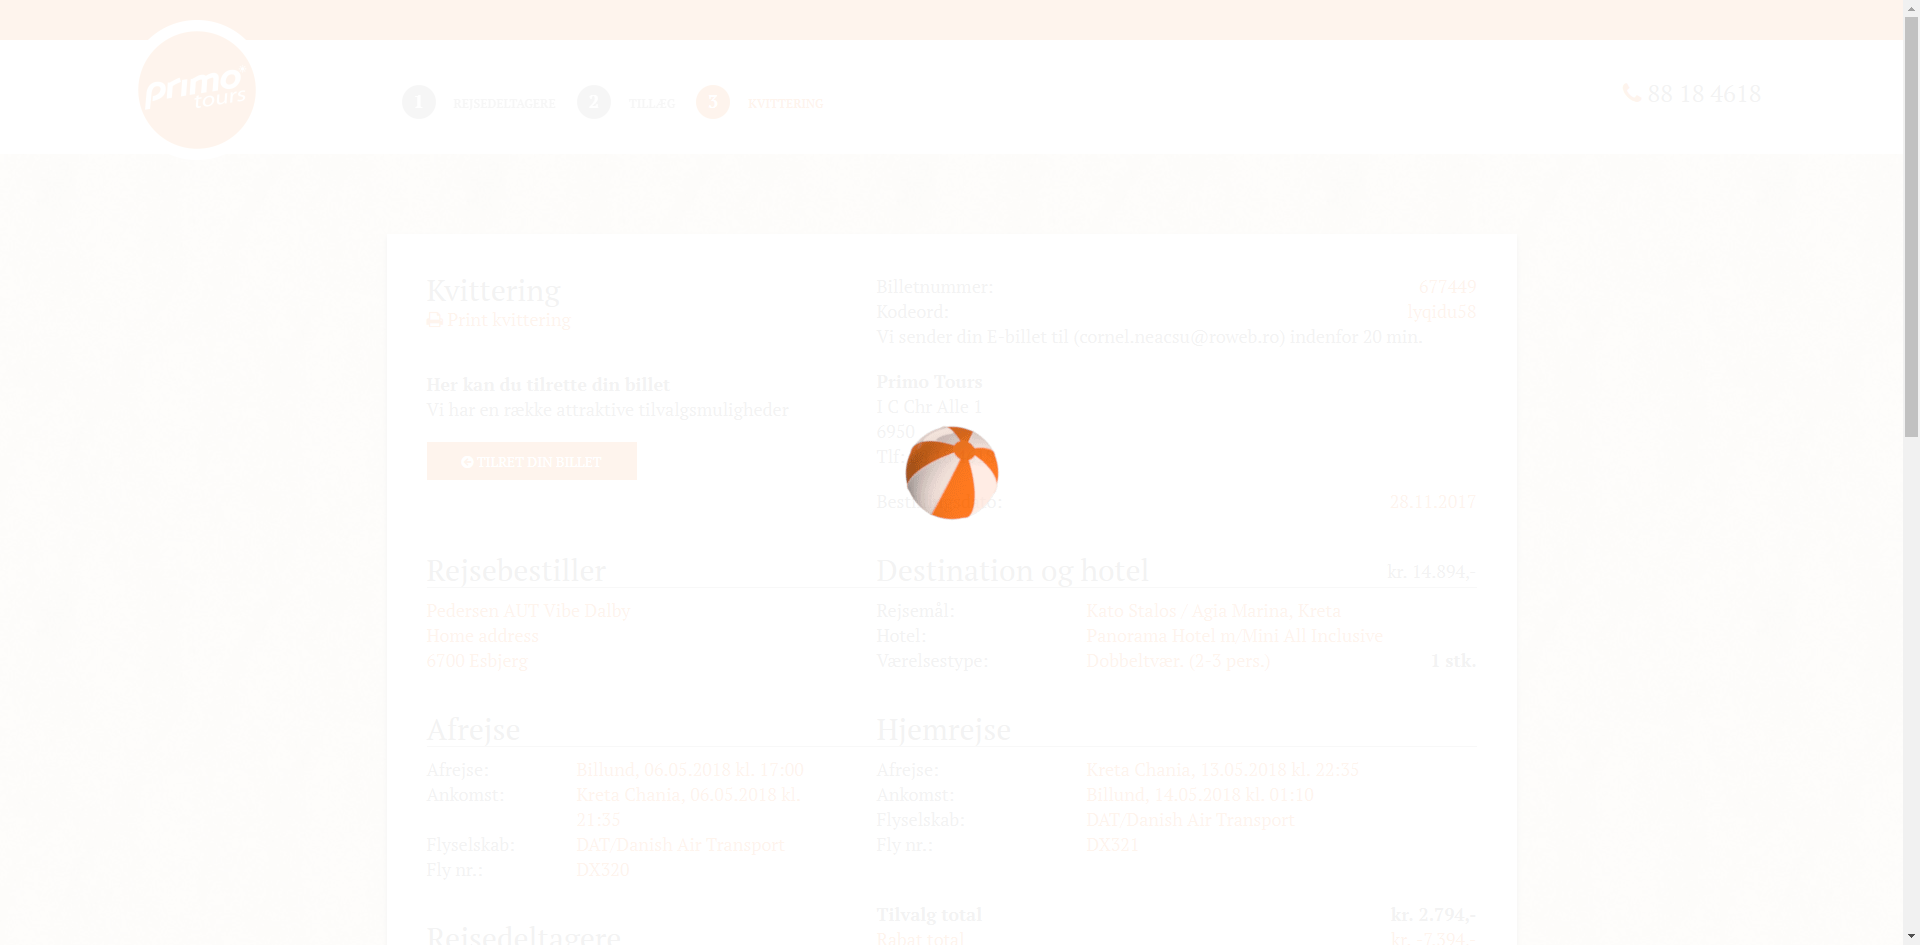 primo
tours
1 REJSEDELTAGERE 2 TILLÆG 3 KVITTERING
88 18 4618
Kvittering
Print kvittering
Her kan du tilrette din billet
Vi har en række attraktive tilvalgsmuligheder
TILRET DIN BILLET
Billetnummer: 677449
Kodeord: lyqidu58
Vi sender din E-billet til (cornel.neacsu@roweb.ro) indenfor 20 min.
Primo Tours
I C Chr Alle 1
6950
Tlf:
28.11.2017
Rejsebestiller
Pedersen AUT Vibe Dalby
Home address
6700 Esbjerg
Destination og hotel kr. 14.894,-
Rejsemål: Kato Stalos / Agia Marina, Kreta
Hotel: Panorama Hotel m/Mini All Inclusive
Værelsestype: Dobbeltvær. (2-3 pers.) 1 stk.
Afrejse
Afrejse: Billund, 06.05.2018 kl. 17:00
Ankomst: Kreta Chania, 06.05.2018 kl.
21:35
Flyselskab: DAT/Danish Air Transport
Fly nr.: DX320
Hjemrejse
Afrejse: Kreta Chania, 13.05.2018 kl. 22:35
Ankomst: Billund, 14.05.2018 kl. 01:10
Flyselskab: DAT/Danish Air Transport
Fly nr.: DX321
Tilvalg total kr. 2.794,-
Rabat total kr. -7.394,-
Rejsedeltagere